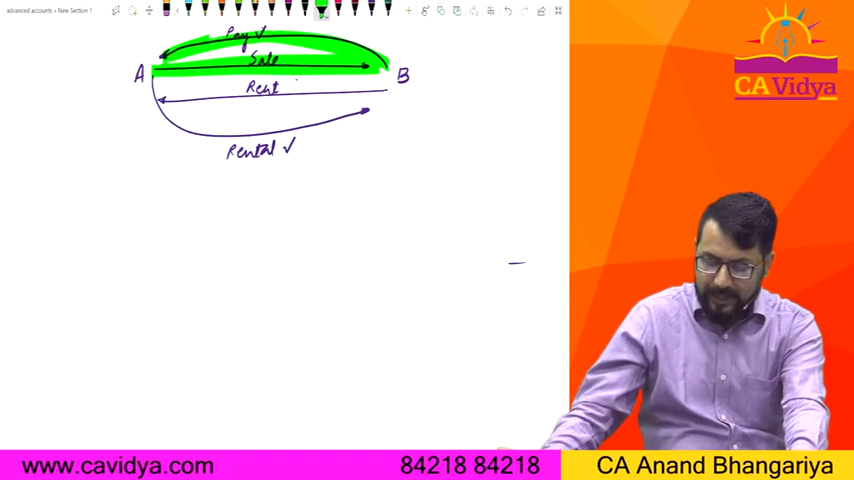 advanced accounts » New Section 1
Pay ✓
Sale
A
B
Rent
Rental ✓
CA Vidya
www.cavidya.com
84218 84218
CA Anand Bhangariya